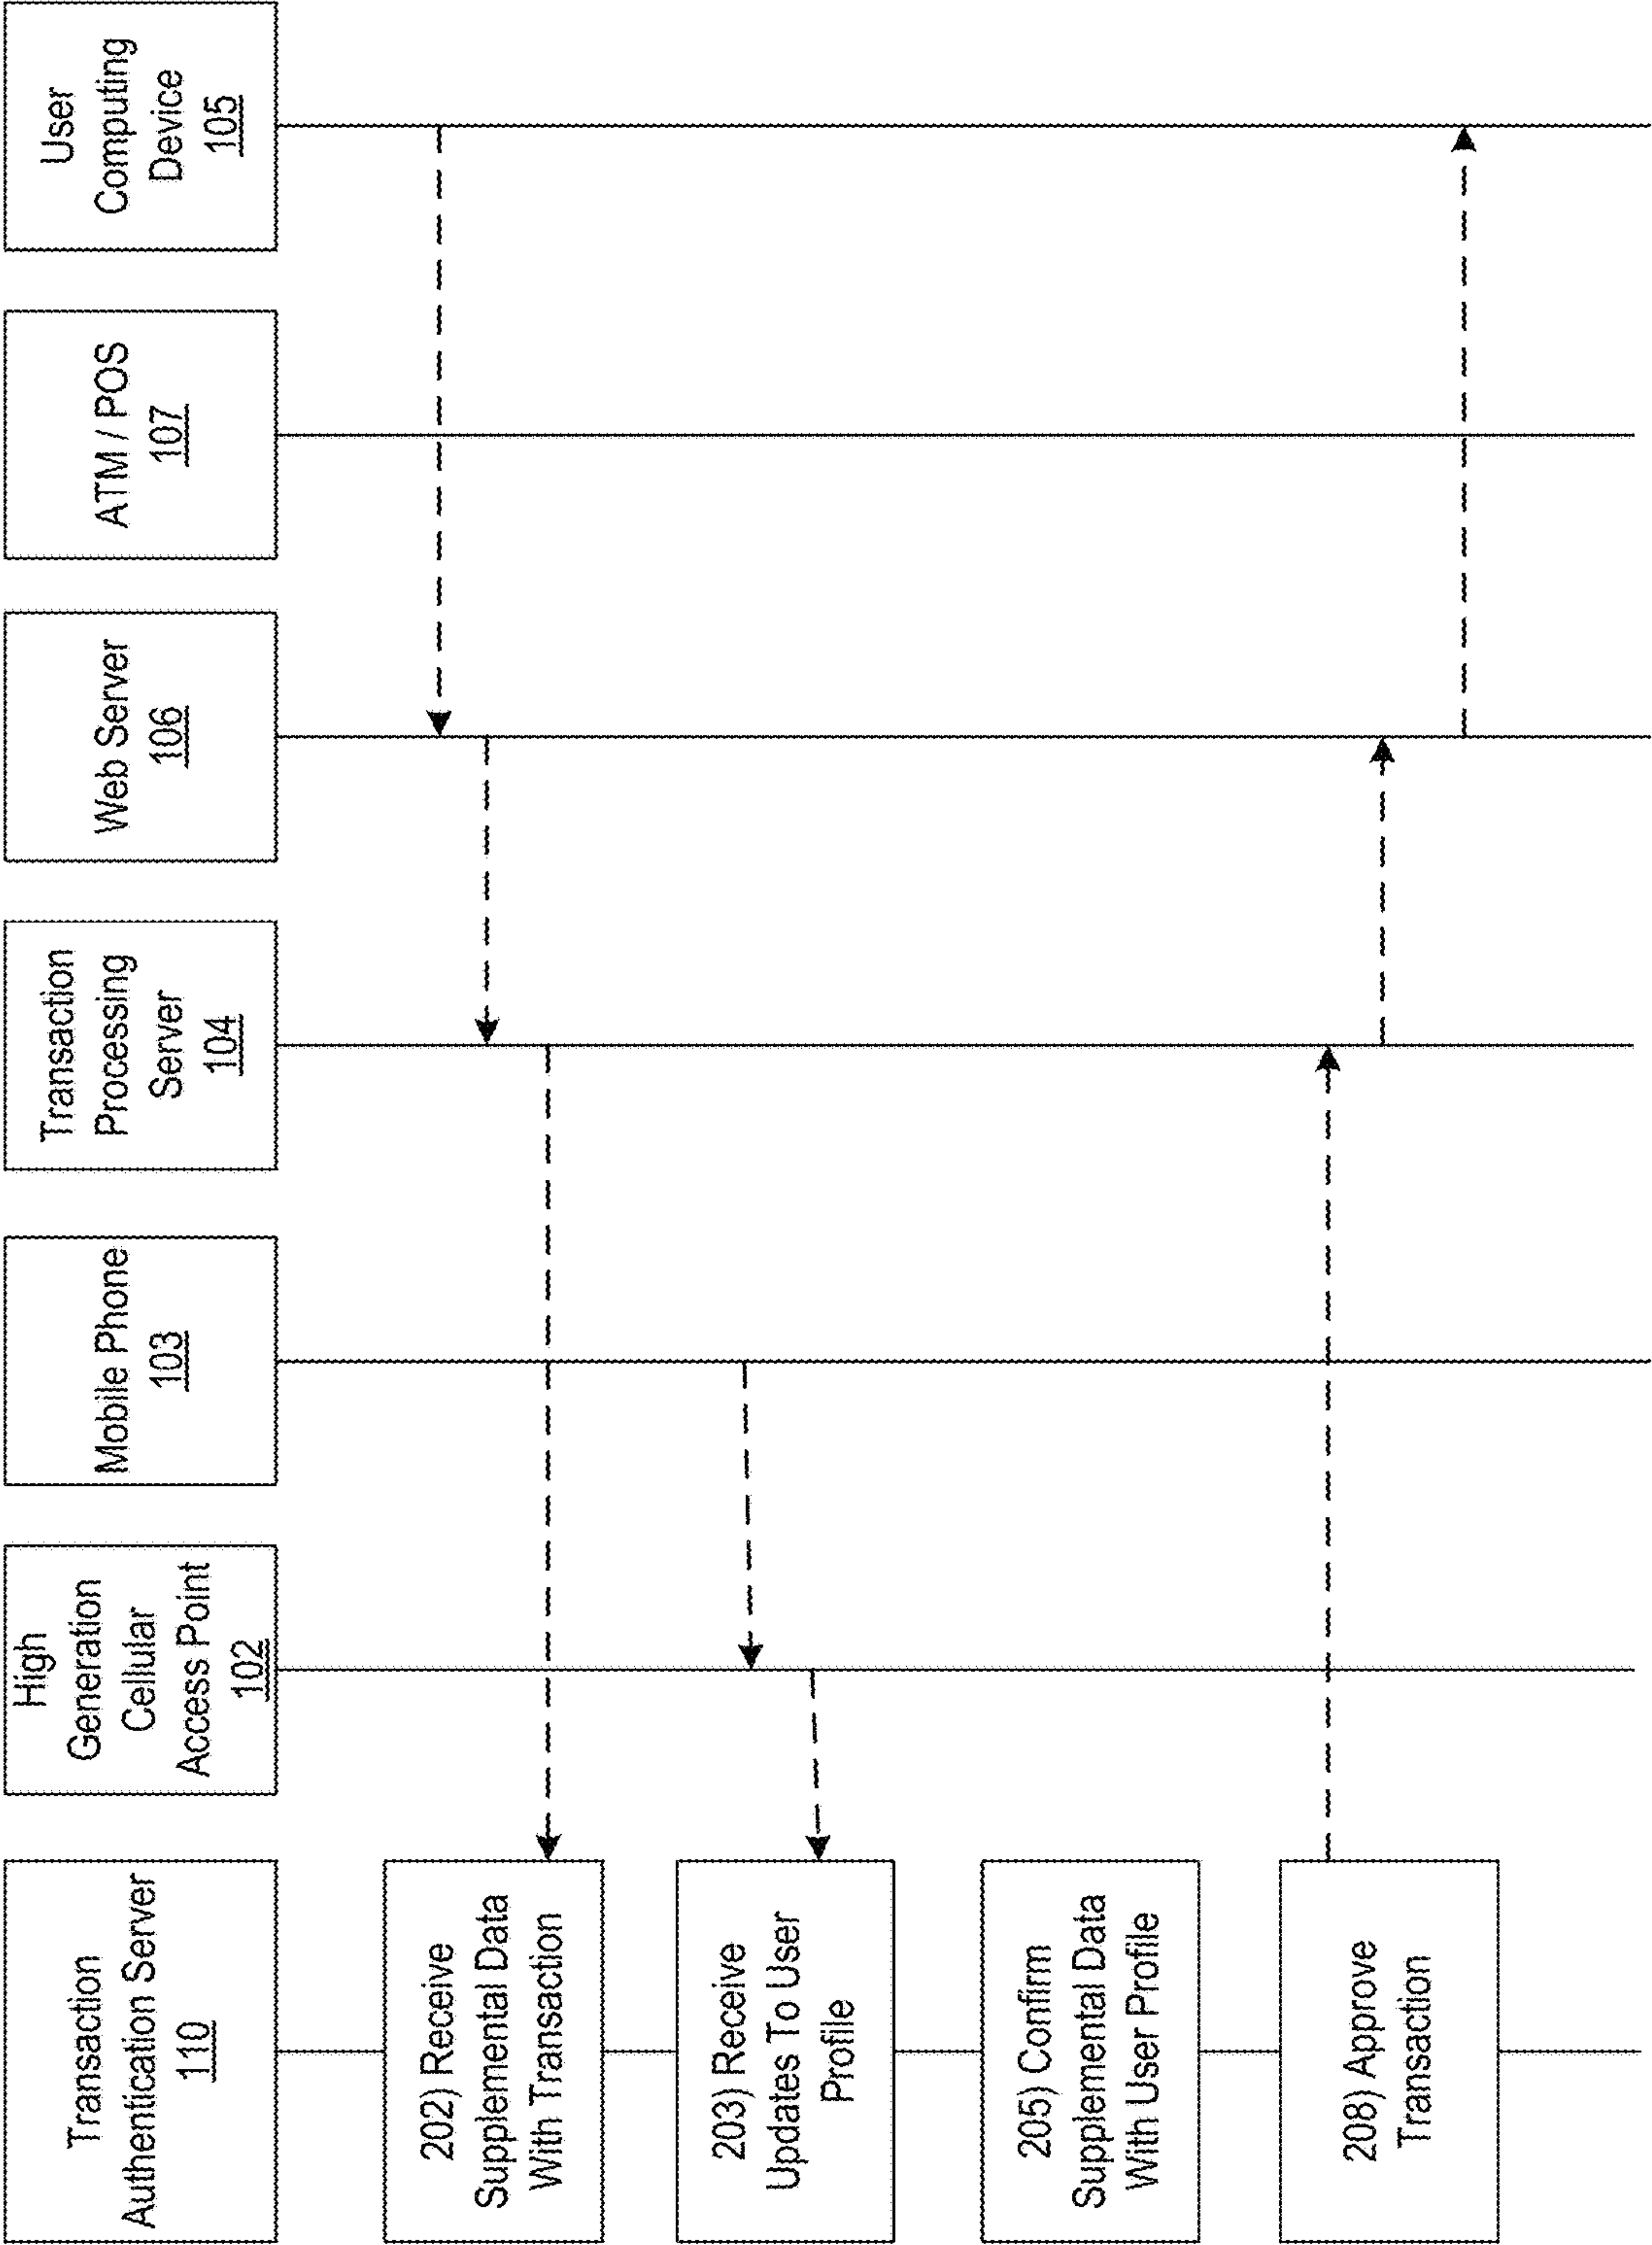 Transaction
Authentication Server
110
High
Generation
Cellular
Access Point
102
Mobile Phone
103
Transaction
Processing
Server
104
Web Server
106
ATM / POS
107
User
Computing
Device
105
202) Receive
Supplemental Data
With Transaction
203) Receive
Updates To User
Profile
205) Confirm
Supplemental Data
With User Profile
208) Approve
Transaction